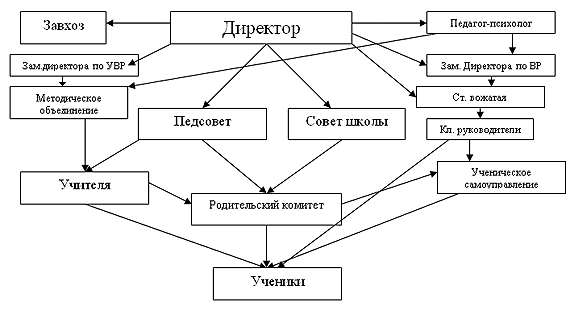 Завхоз
Директор
Педагог-психолог
Зам.директора по УВР
Зам. Директора по ВР
Методическое
объединение
Ст. вожатая
Педсовет
Совет школы
Кл. руководители
Учителя
Родительский комитет
Ученическое
самоуправление
Ученики